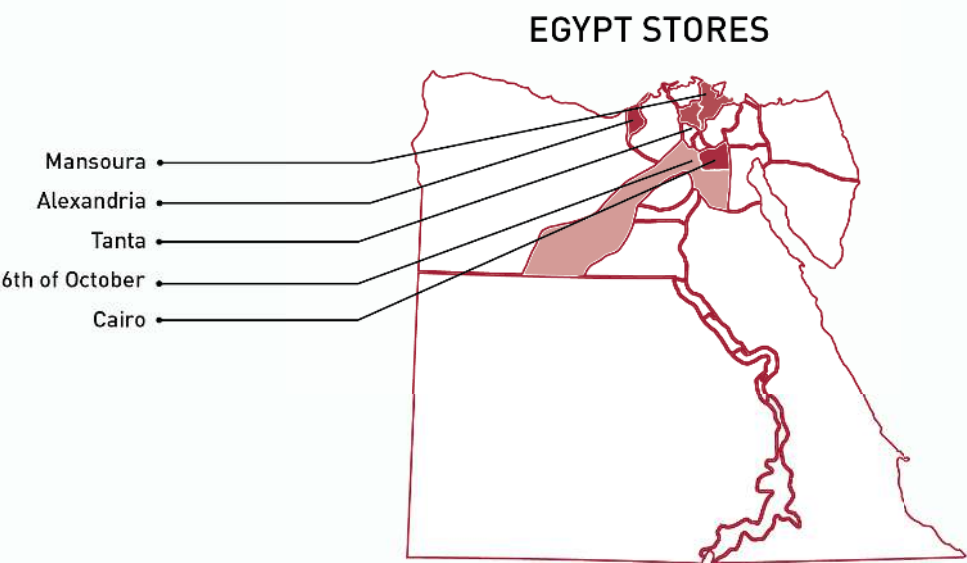 EGYPT STORES
Mansoura
Alexandria
Tanta
6th of October
Cairo